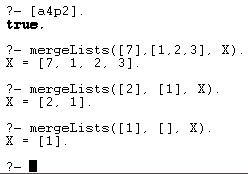 ?- [a4p2].
true.
?- mergeLists([7],[1,2,3], X).
X = [7, 1, 2, 3].
?- mergeLists([2], [1], X).
X = [2, 1].
?- mergeLists([1], [], X).
X = [1].
?-